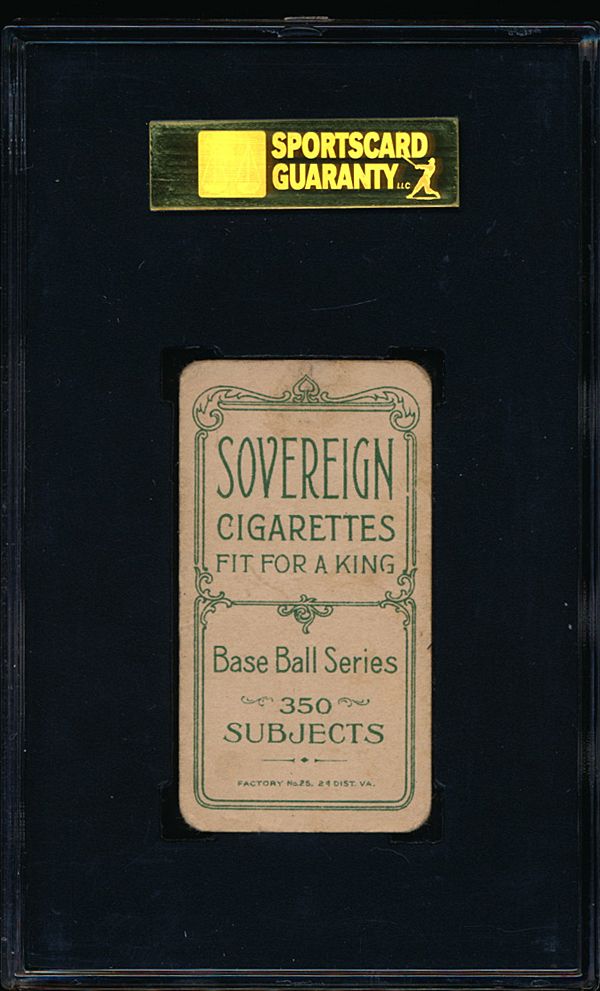 SPORTSCARD
GUARANTY LLC
SOVEREIGN
CIGARETTES
FIT FOR A KING
Base Ball Series
350
SUBJECTS
FACTORY No. 25. 2d DIST. VA.